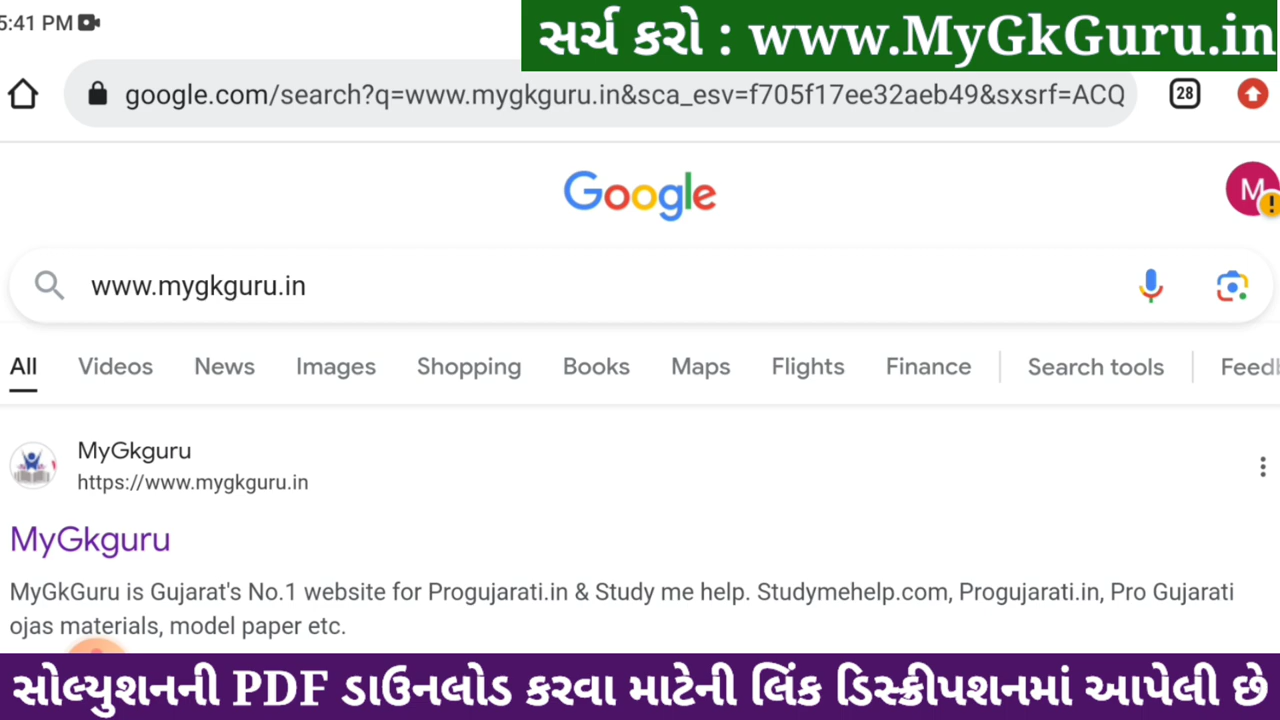 5:41 PM
સર્ચ કરો : www.MyGkGuru.in
google.com/search?q=www.mygkguru.in&sca_esv=f705f17ee32aeb49&sxsrf=ACQ
28
Google
M
www.mygkguru.in
All Videos News Images Shopping Books Maps Flights Finance Search tools Feedb
MyGkguru
https://www.mygkguru.in
MyGkguru
MyGkGuru is Gujarat's No.1 website for Progujarati.in & Study me help. Studymehelp.com, Progujarati.in, Pro Gujarati
ojas materials, model paper etc.
સોલ્યુશનની PDF ડાઉનલોડ કરવા માટેની લિંક ડિસ્ક્રીપશનમાં આપેલી છે